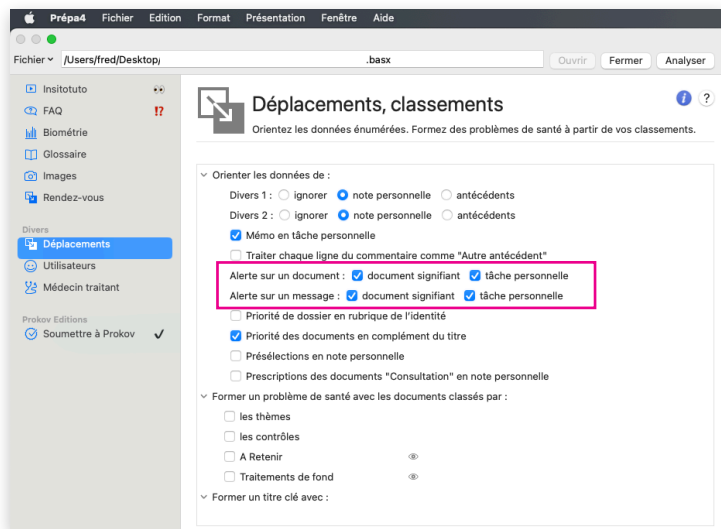 Prépa4 Fichier Edition Format Présentation Fenêtre Aide
Fichier /Users/fred/Desktop/ .basx Ouvrir Fermer Analyser
Insitotuto
FAQ ⁉
Biométrie
Glossaire
Images
Rendez-vous
Divers
Déplacements
Utilisateurs
Médecin traitant
Prokov Editions
Soumettre à Prokov
Déplacements, classements
i ?
Orientez les données énumérées. Formez des problèmes de santé à partir de vos classements.
Orienter les données de :
Divers 1 : ignorer note personnelle antécédents
Divers 2 : ignorer note personnelle antécédents
Mémo en tâche personnelle
Traiter chaque ligne du commentaire comme "Autre antécédent"
Alerte sur un document : document signifiant tâche personnelle
Alerte sur un message : document signifiant tâche personnelle
Priorité de dossier en rubrique de l'identité
Priorité des documents en complément du titre
Présélections en note personnelle
Prescriptions des documents "Consultation" en note personnelle
Former un problème de santé avec les documents classés par :
les thèmes
les contrôles
A Retenir
Traitements de fond
Former un titre clé avec :